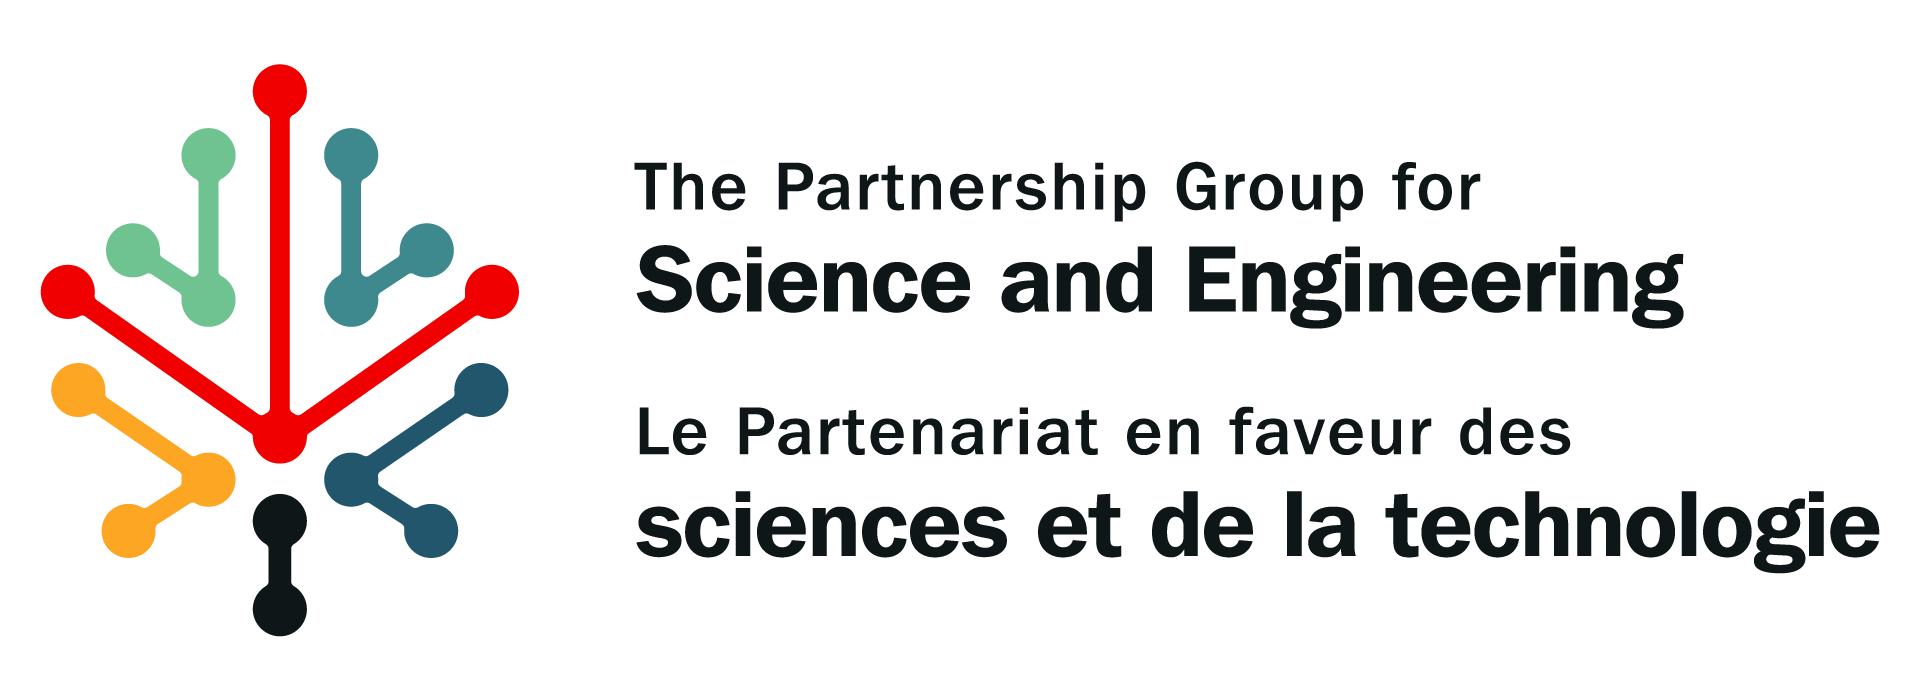 The Partnership Group for
Science and Engineering
Le Partenariat en faveur des
sciences et de la technologie